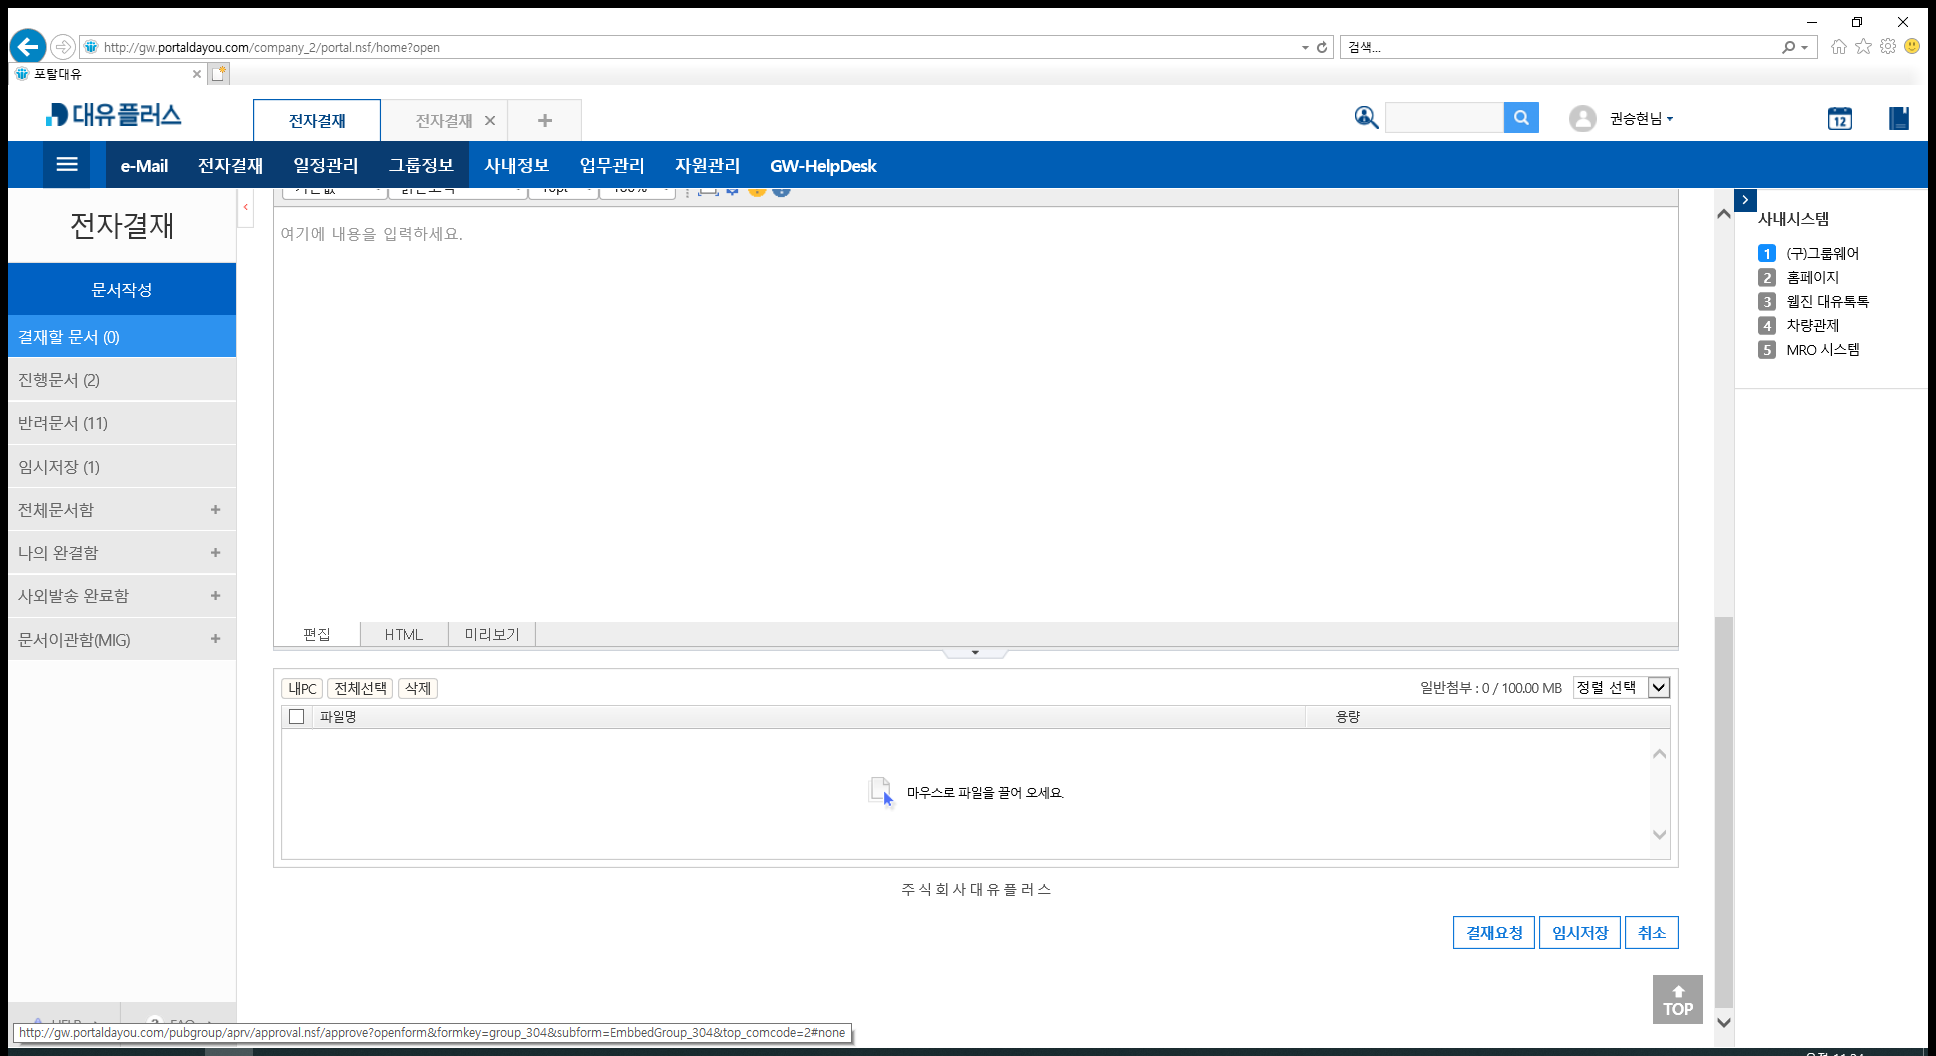 http://gw.portaldayou.com/company_2/portal.nsf/home?open
검색...
포탈대유
대유플러스
전자결재
전자결재
권승현님
12
e-Mail 전자결재 일정관리 그룹정보 사내정보 업무관리 자원관리 GW-HelpDesk
전자결재
문서작성
결재할 문서 (0)
진행문서 (2)
반려문서 (11)
임시저장 (1)
전체문서함 +
나의 완결함 +
사외발송 완료함 +
문서이관함(MIG) +
10pt 100%
여기에 내용을 입력하세요.
편집 HTML 미리보기
내PC 전체선택 삭제
일반첨부 : 0 / 100.00 MB 정렬 선택
파일명 용량
마우스로 파일을 끌어 오세요.
주식회사대유플러스
결재요청 임시저장 취소
TOP
사내시스템
1 (구)그룹웨어
2 홈페이지
3 웹진 대유톡톡
4 차량관제
5 MRO 시스템
http://gw.portaldayou.com/pubgroup/aprv/approval.nsf/approve?openform&formkey=group_304&subform=EmbbedGroup_304&top_comcode=2#none